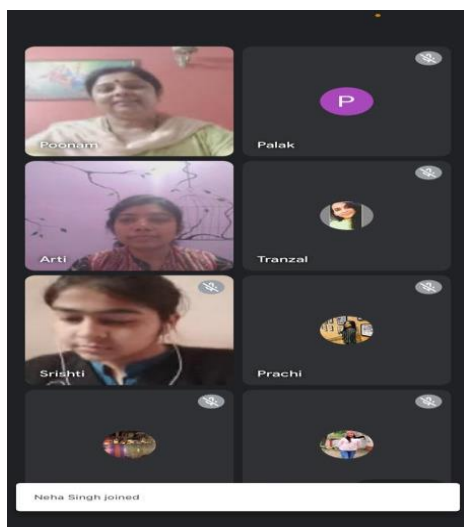 Poonam
P
Palak
Arti
Tranzal
Srishti
Prachi
Neha Singh joined